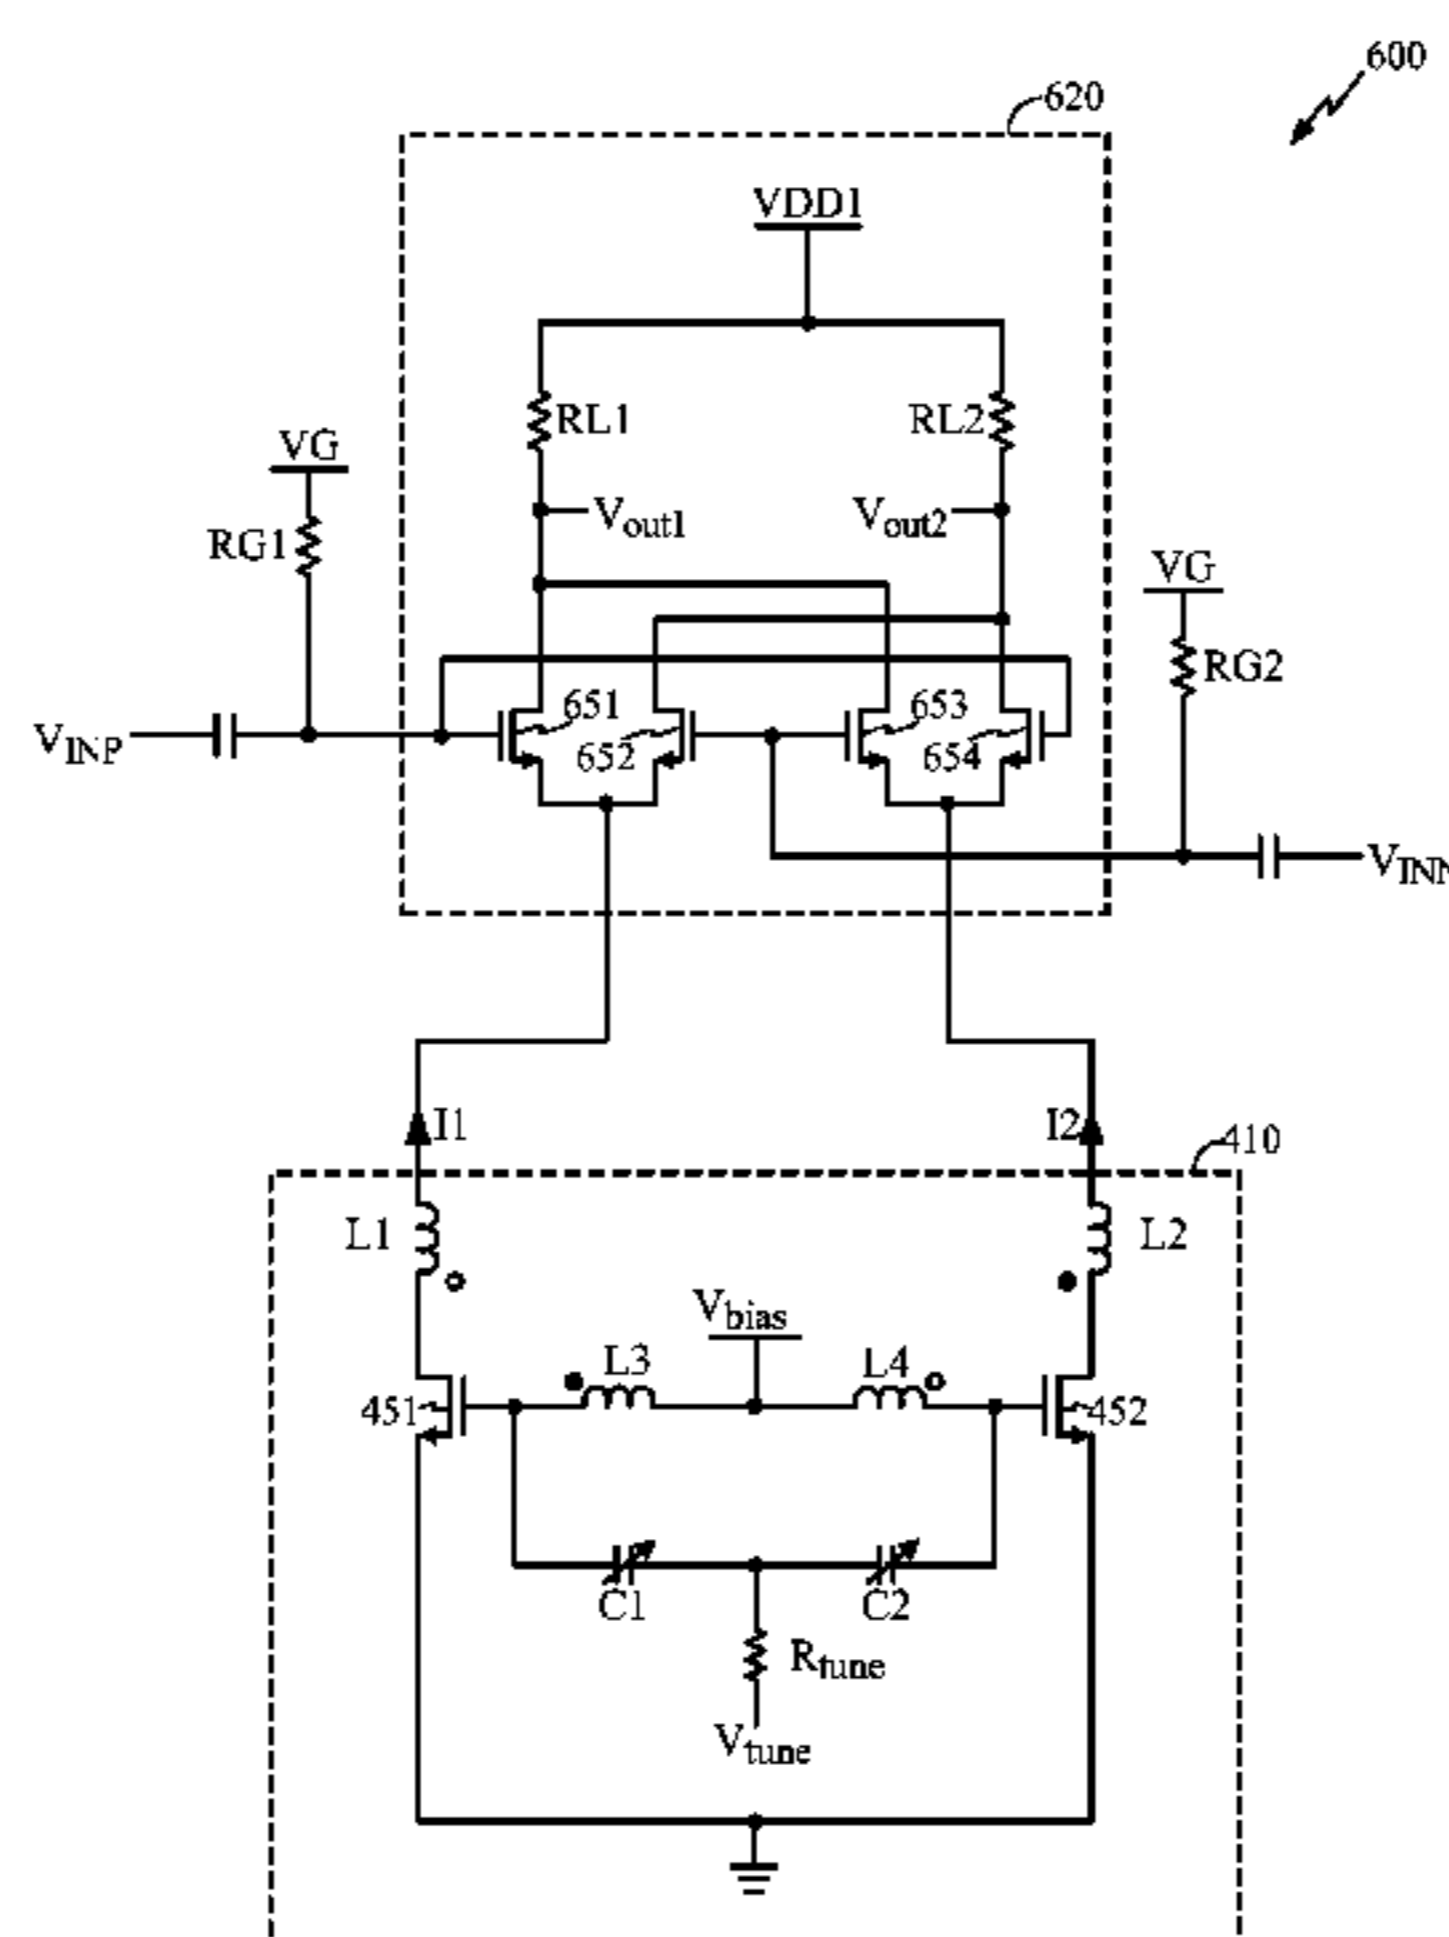 600
620
VDD1
RL1
RL2
VG
Vout1
Vout2
RG1
VG
RG2
651
653
VINP
652
654
VINN
I1
I2
410
L1
L2
Vbias
L3
L4
451
452
C1
C2
Rtune
Vtune